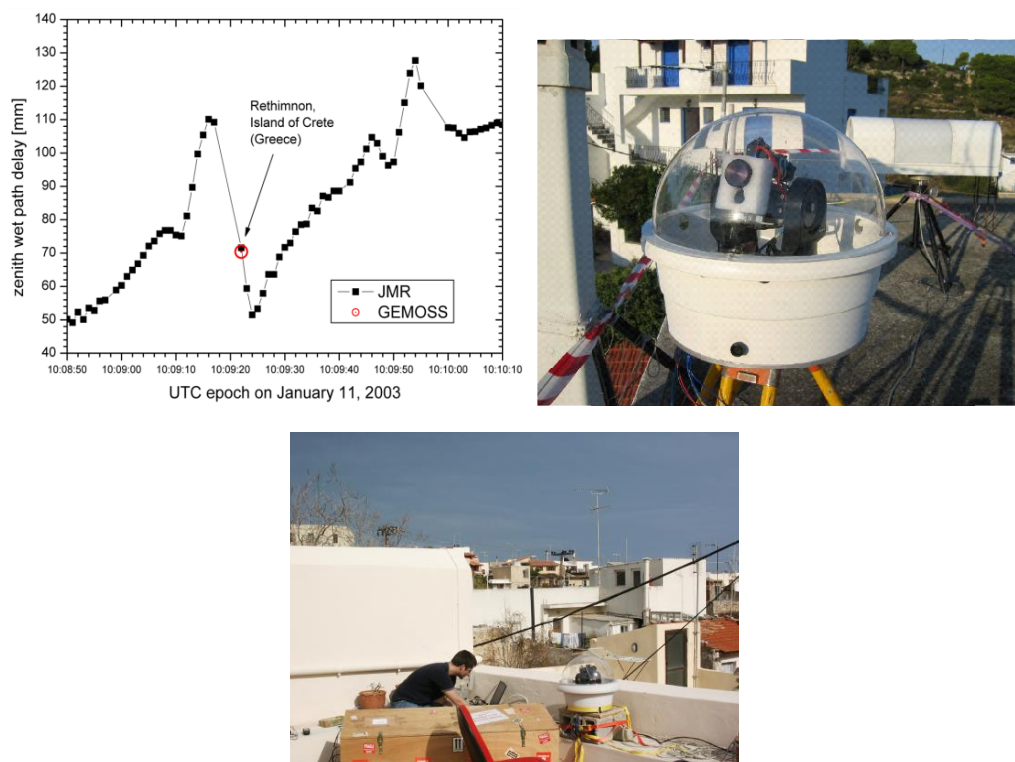 140
130
120
110
100
90
80
70
60
50
40
zenith wet path delay [mm]
Rethimnon,
Island of Crete
(Greece)
JMR
GEMOSS
10:08:50 10:09:00 10:09:10 10:09:20 10:09:30 10:09:40 10:09:50 10:10:00 10:10:10
UTC epoch on January 11, 2003